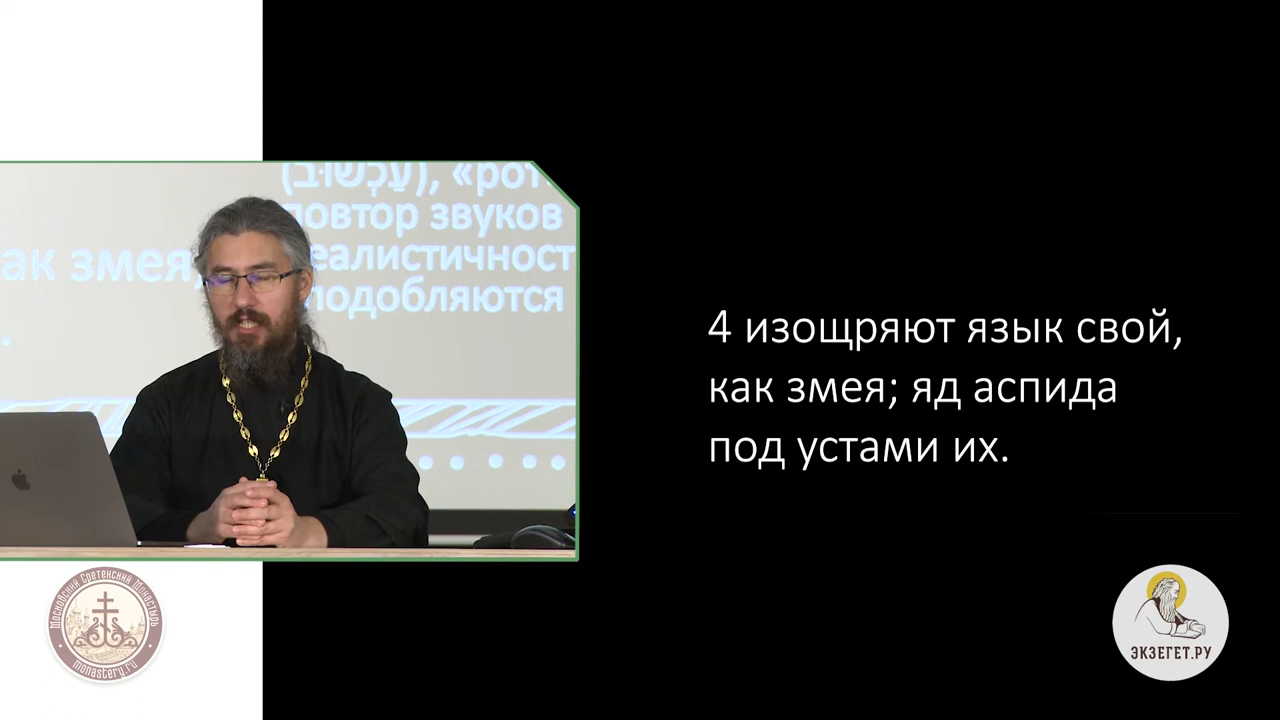 (עַכְשׁוּב), «рот
повтор звуков
ак змея,
реалистичност
подобляются
4 изощряют язык свой,
как змея; яд аспида
под устами их.
Московский Сретенский Монастырь
monastery.ru
ЭКЗЕГЕТ.РУ